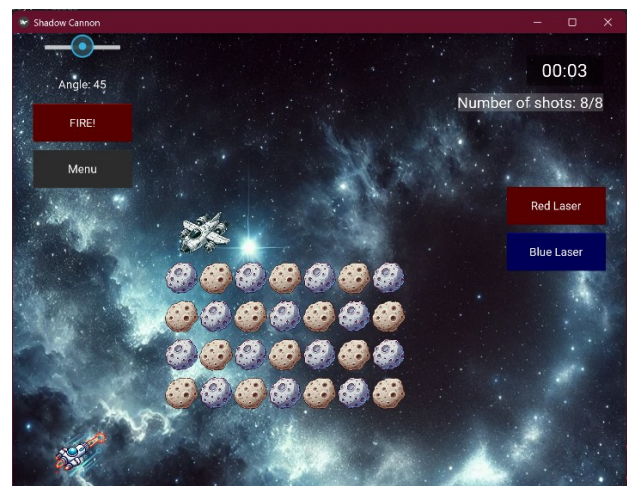 Shadow Cannon
00:03
Angle: 45
Number of shots: 8/8
FIRE!
Menu
Red Laser
Blue Laser